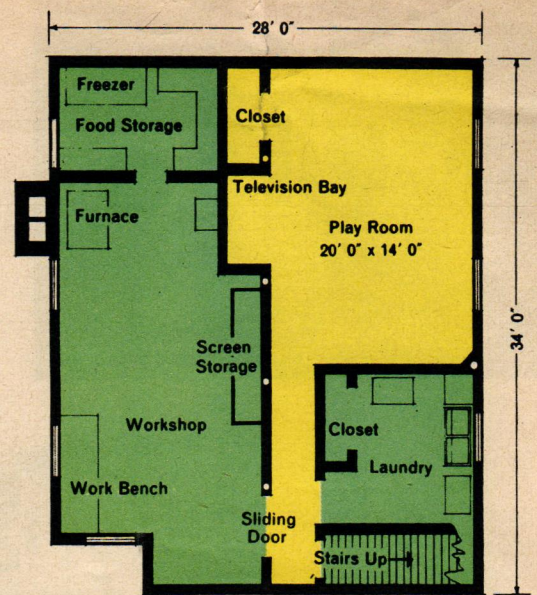 28' 0"
Freezer
Food Storage
Closet
Television Bay
Furnace
Play Room
20' 0" x 14' 0"
34' 0"
Screen
Storage
Workshop
Closet
Laundry
Work Bench
Sliding
Door
Stairs Up